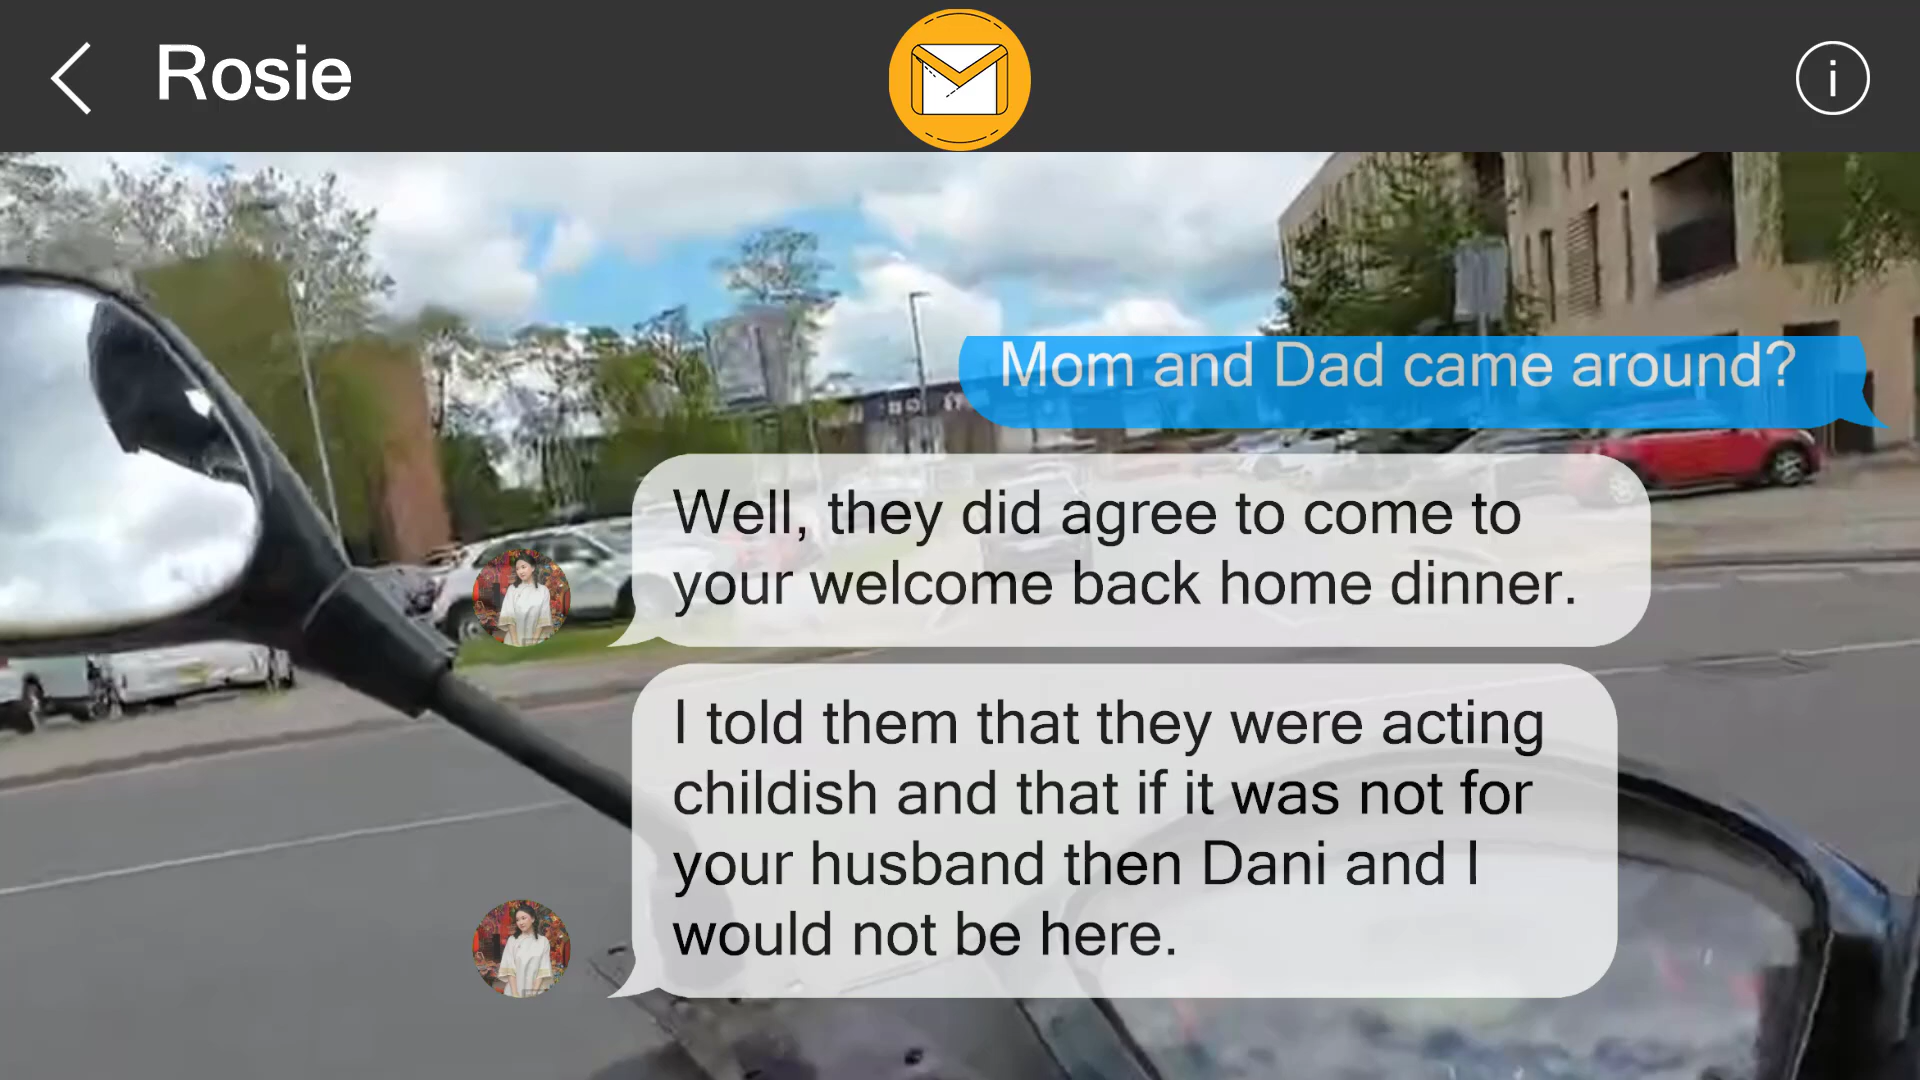 Rosie
Mom and Dad came around?
Well, they did agree to come to
your welcome back home dinner.
I told them that they were acting
childish and that if it was not for
your husband then Dani and I
would not be here.